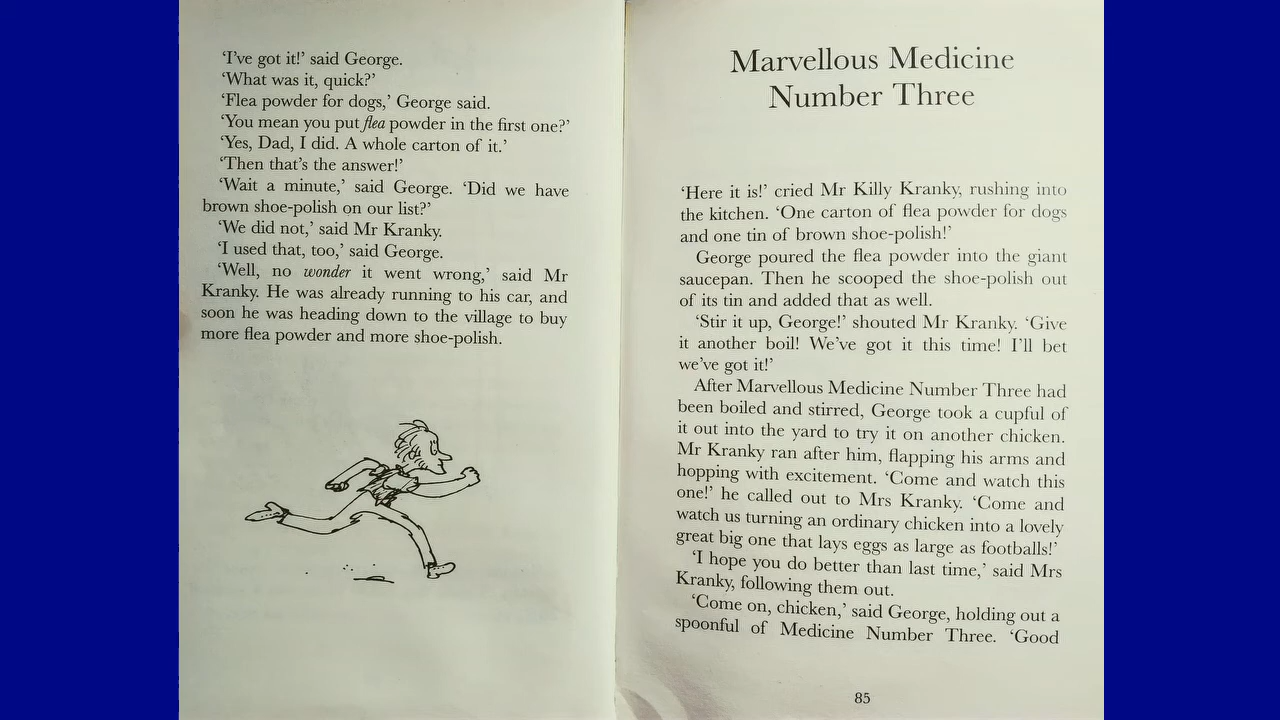 ‘I’ve got it!’ said George.
‘What was it, quick?’
‘Flea powder for dogs,’ George said.
‘You mean you put flea powder in the first one?’
‘Yes, Dad, I did. A whole carton of it.’
‘Then that’s the answer!’
‘Wait a minute,’ said George. ‘Did we have
brown shoe-polish on our list?’
‘We did not,’ said Mr Kranky.
‘I used that, too,’ said George.
‘Well, no wonder it went wrong,’ said Mr
Kranky. He was already running to his car, and
soon he was heading down to the village to buy
more flea powder and more shoe-polish.
Marvellous Medicine
Number Three
‘Here it is!’ cried Mr Killy Kranky, rushing into
the kitchen. ‘One carton of flea powder for dogs
and one tin of brown shoe-polish!’
George poured the flea powder into the giant
saucepan. Then he scooped the shoe-polish out
of its tin and added that as well.
‘Stir it up, George!’ shouted Mr Kranky. ‘Give
it another boil! We’ve got it this time! I’ll bet
we’ve got it!’
After Marvellous Medicine Number Three had
been boiled and stirred, George took a cupful of
it out into the yard to try it on another chicken.
Mr Kranky ran after him, flapping his arms and
hopping with excitement. ‘Come and watch this
one!’ he called out to Mrs Kranky. ‘Come and
watch us turning an ordinary chicken into a lovely
great big one that lays eggs as large as footballs!’
‘I hope you do better than last time,’ said Mrs
Kranky, following them out.
‘Come on, chicken,’ said George, holding out a
spoonful of Medicine Number Three. ‘Good
85